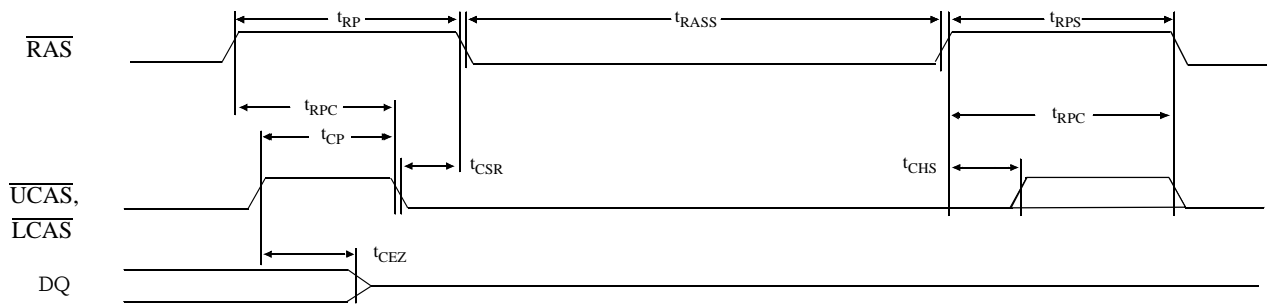 tRP
tRASS
tRPS
RAS
tRPC
tRPC
tCP
tCSR
tCHS
UCAS,
LCAS
tCEZ
DQ